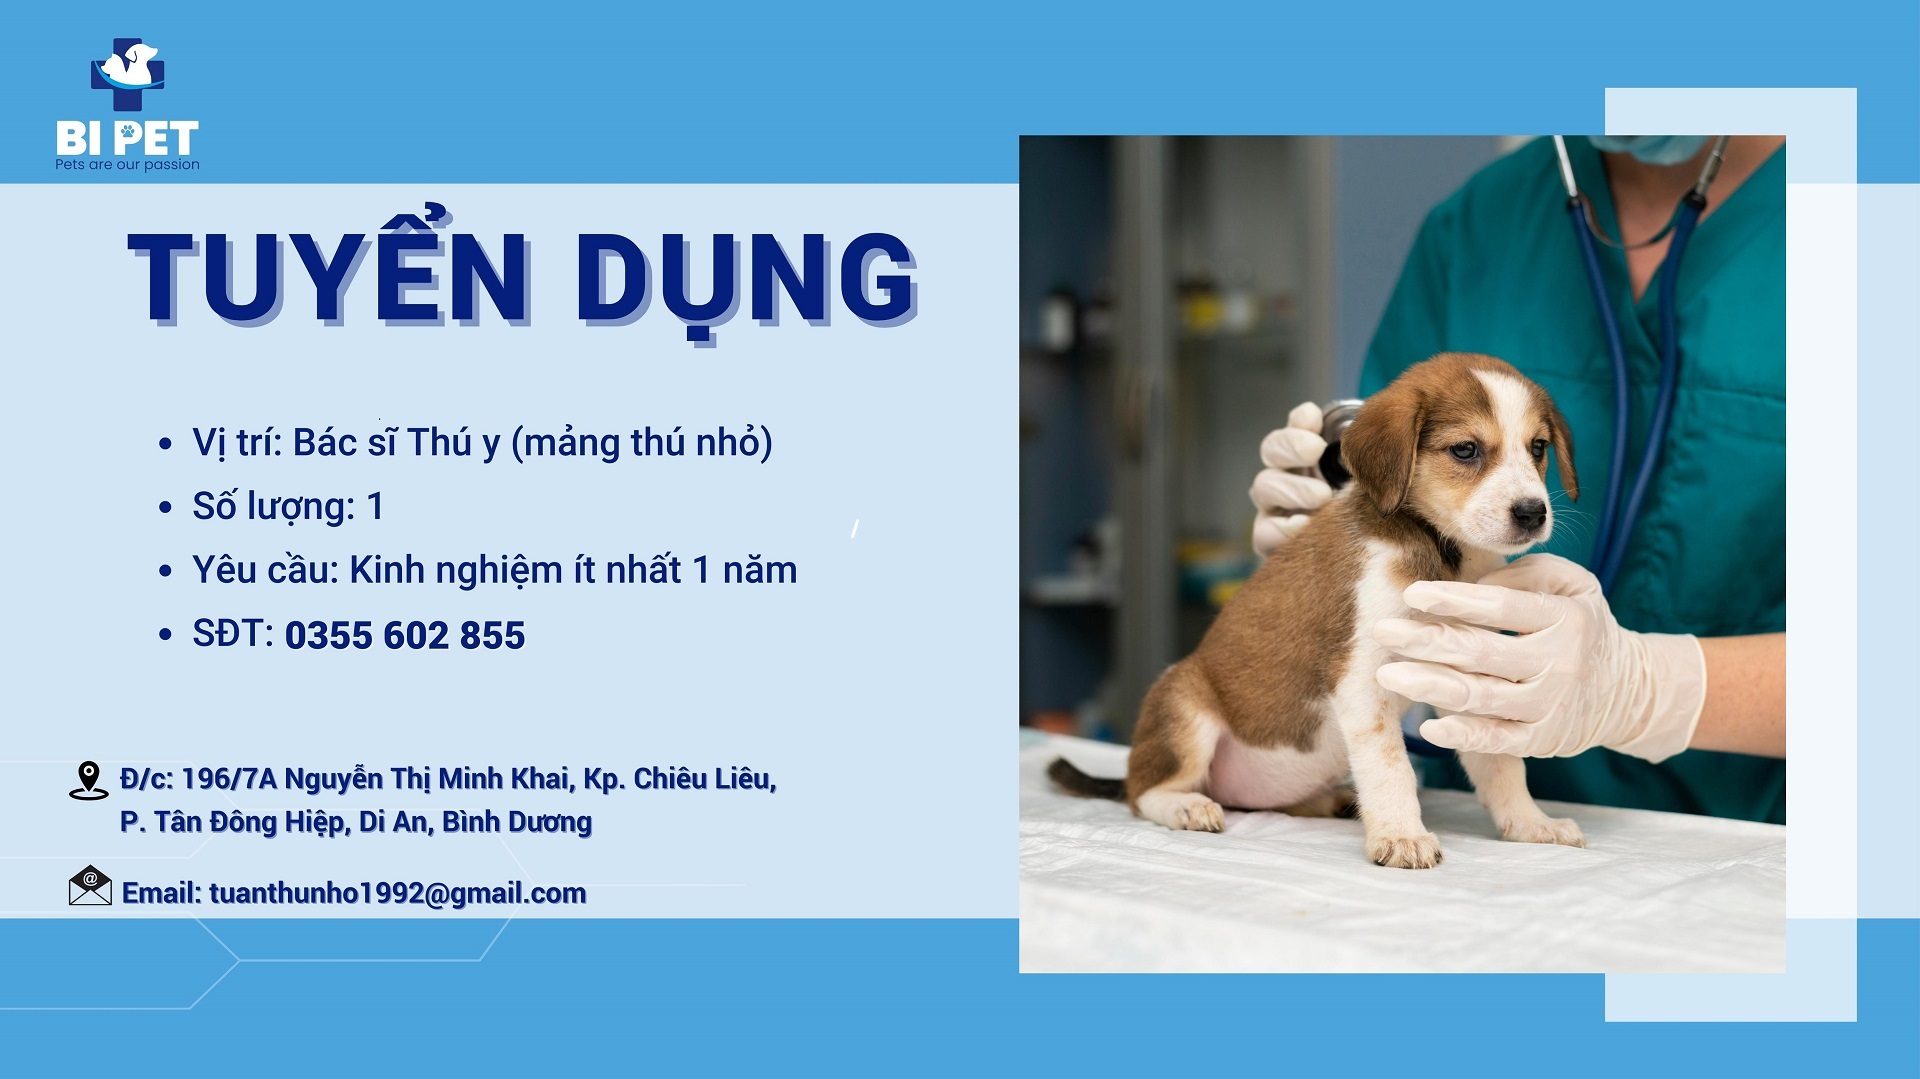 BI PET
Pets are our passion
TUYỂN DỤNG
• Vị trí: Bác sĩ Thú y (mảng thú nhỏ)
• Số lượng: 1
• Yêu cầu: Kinh nghiệm ít nhất 1 năm
• SĐT: 0355 602 855
Đ/c: 196/7A Nguyễn Thị Minh Khai, Kp. Chiêu Liêu,
P. Tân Đông Hiệp, Di An, Bình Dương
Email: tuanthunho1992@gmail.com